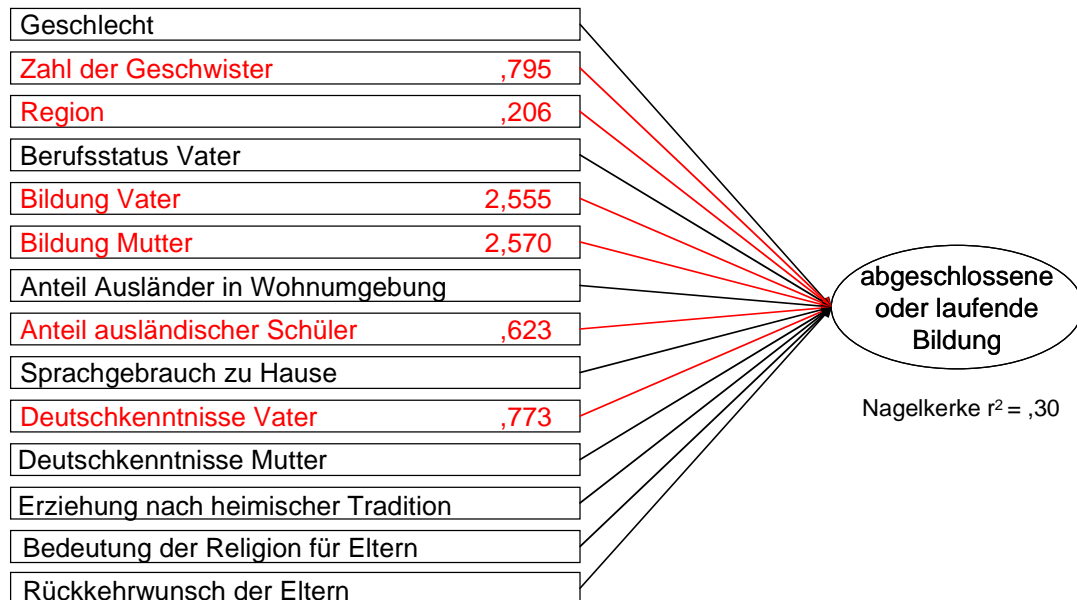 Geschlecht
Zahl der Geschwister ,795
Region ,206
Berufsstatus Vater
Bildung Vater 2,555
Bildung Mutter 2,570
Anteil Ausländer in Wohnumgebung
Anteil ausländischer Schüler ,623
Sprachgebrauch zu Hause
Deutschkenntnisse Vater ,773
Deutschkenntnisse Mutter
Erziehung nach heimischer Tradition
Bedeutung der Religion für Eltern
Rückkehrwunsch der Eltern
abgeschlossene
oder laufende
Bildung
Nagelkerke r² = ,30